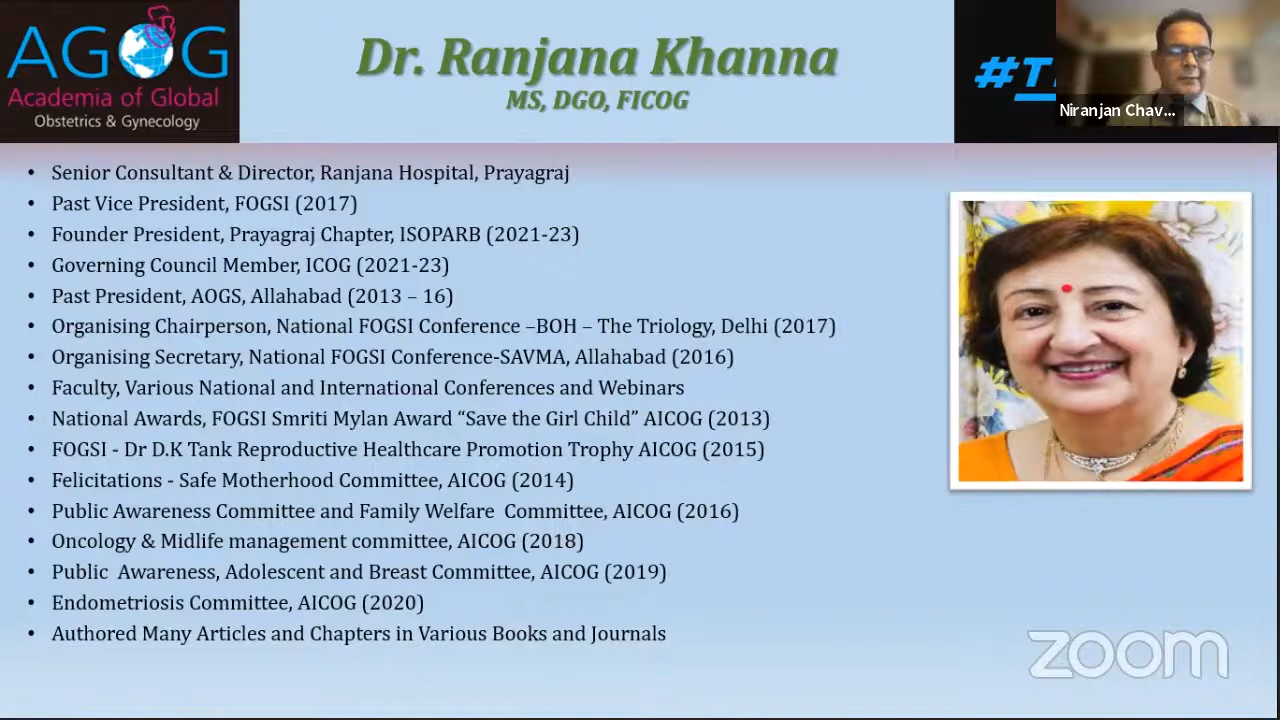 AGOG
Academia of Global
Obstetrics & Gynecology
Dr. Ranjana Khanna
MS, DGO, FICOG
#T
Niranjan Chav...
• Senior Consultant & Director, Ranjana Hospital, Prayagraj
• Past Vice President, FOGSI (2017)
• Founder President, Prayagraj Chapter, ISOPARB (2021-23)
• Governing Council Member, ICOG (2021-23)
• Past President, AOGS, Allahabad (2013 – 16)
• Organising Chairperson, National FOGSI Conference –BOH – The Triology, Delhi (2017)
• Organising Secretary, National FOGSI Conference-SAVMA, Allahabad (2016)
• Faculty, Various National and International Conferences and Webinars
• National Awards, FOGSI Smriti Mylan Award “Save the Girl Child” AICOG (2013)
• FOGSI - Dr D.K Tank Reproductive Healthcare Promotion Trophy AICOG (2015)
• Felicitations - Safe Motherhood Committee, AICOG (2014)
• Public Awareness Committee and Family Welfare  Committee, AICOG (2016)
• Oncology & Midlife management committee, AICOG (2018)
• Public  Awareness, Adolescent and Breast Committee, AICOG (2019)
• Endometriosis Committee, AICOG (2020)
• Authored Many Articles and Chapters in Various Books and Journals
zoom